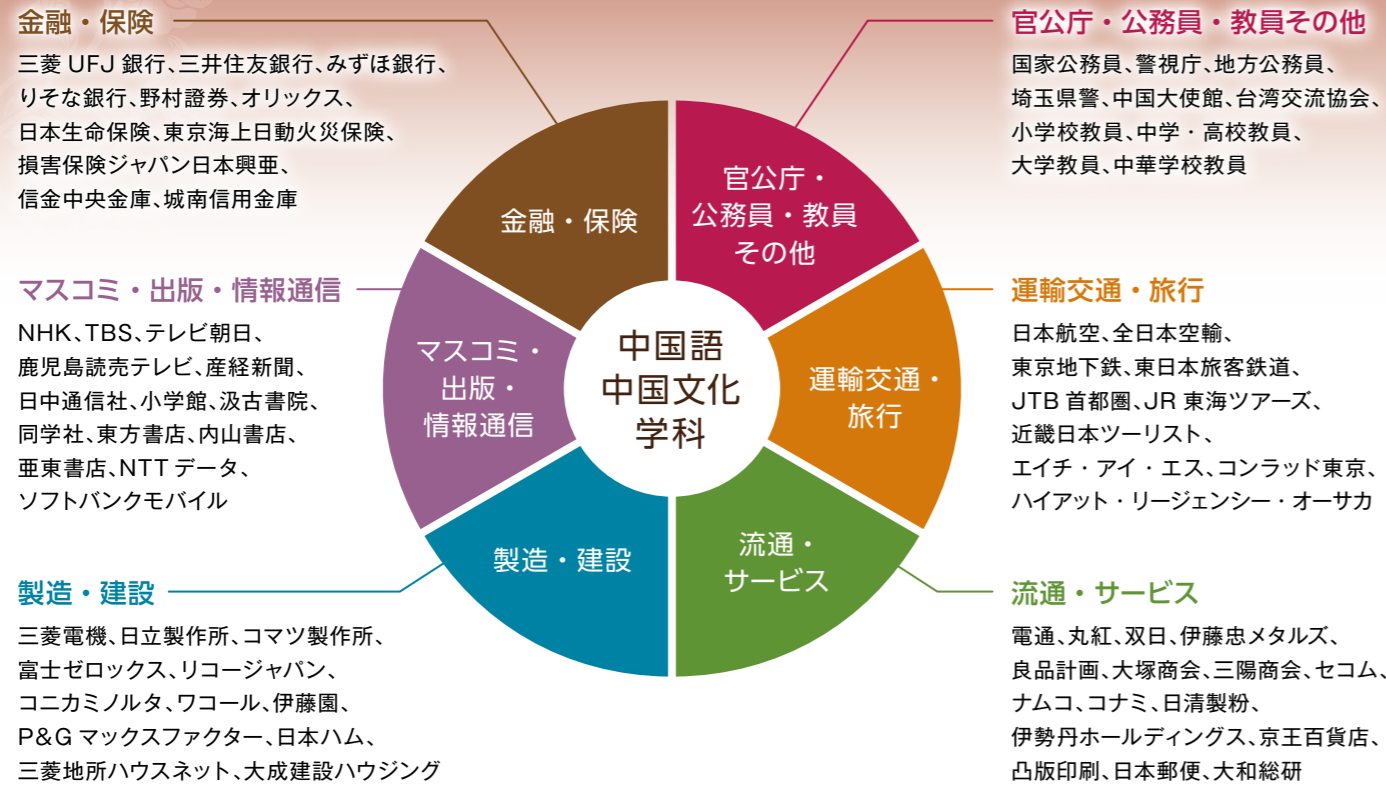 金融・保険
三菱 UFJ 銀行、三井住友銀行、みずほ銀行、
りそな銀行、野村證券、オリックス、
日本生命保険、東京海上日動火災保険、
損害保険ジャパン日本興亜、
信金中央金庫、城南信用金庫
マスコミ・出版・情報通信
NHK、TBS、テレビ朝日、
鹿児島読売テレビ、産経新聞、
日中通信社、小学館、汲古書院、
同学社、東方書店、内山書店、
亜東書店、NTT データ、
ソフトバンクモバイル
製造・建設
三菱電機、日立製作所、コマツ製作所、
富士ゼロックス、リコージャパン、
コニカミノルタ、ワコール、伊藤園、
P&G マックスファクター、日本ハム、
三菱地所ハウスネット、大成建設ハウジング
金融・保険
官公庁・
公務員・教員
その他
マスコミ・
出版・
情報通信
中国語
中国文化
学科
運輸交通・
旅行
製造・建設
流通・
サービス
官公庁・公務員・教員その他
国家公務員、警視庁、地方公務員、
埼玉県警、中国大使館、台湾交流協会、
小学校教員、中学・高校教員、
大学教員、中華学校教員
運輸交通・旅行
日本航空、全日本空輸、
東京地下鉄、東日本旅客鉄道、
JTB 首都圏、JR 東海ツアーズ、
近畿日本ツーリスト、
エイチ・アイ・エス、コンラッド東京、
ハイアット・リージェンシー・オーサカ
流通・サービス
電通、丸紅、双日、伊藤忠メタルズ、
良品計画、大塚商会、三陽商会、セコム、
ナムコ、コナミ、日清製粉、
伊勢丹ホールディングス、京王百貨店、
凸版印刷、日本郵便、大和総研